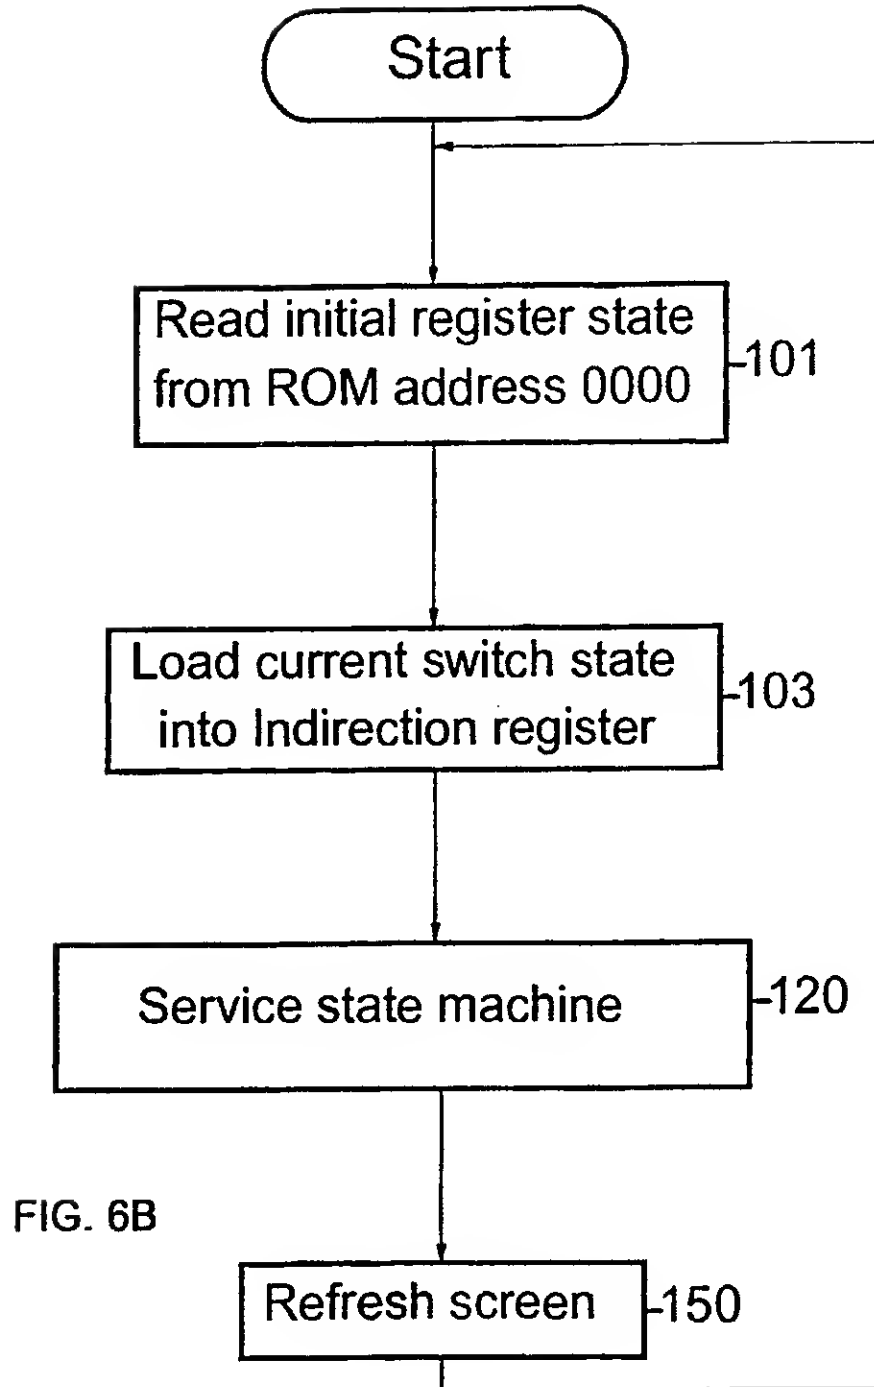 Start
Read initial register state
from ROM address 0000
101
Load current switch state
into Indirection register
103
Service state machine
120
FIG. 6B
Refresh screen
150